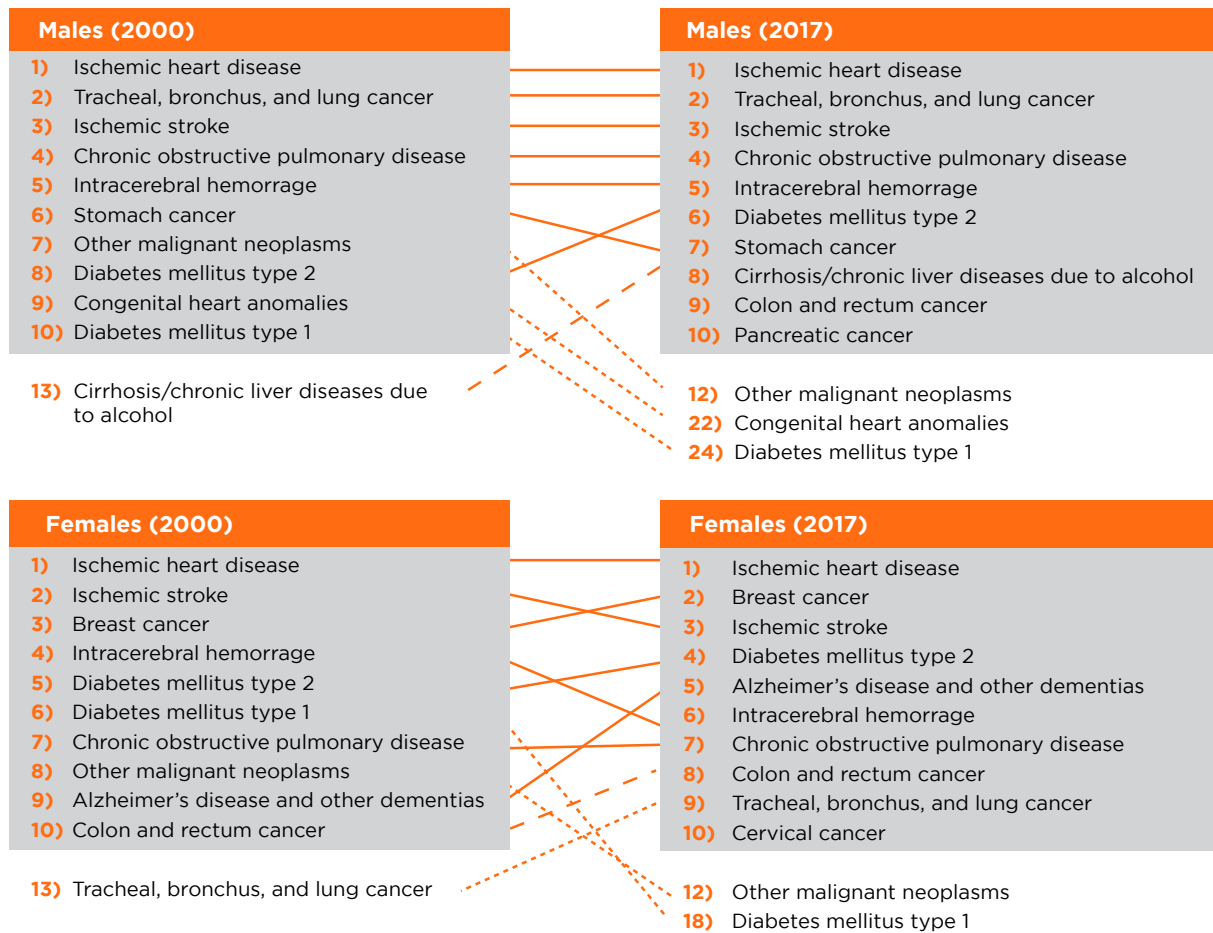 Males (2000)
1) Ischemic heart disease
2) Tracheal, bronchus, and lung cancer
3) Ischemic stroke
4) Chronic obstructive pulmonary disease
5) Intracerebral hemorrage
6) Stomach cancer
7) Other malignant neoplasms
8) Diabetes mellitus type 2
9) Congenital heart anomalies
10) Diabetes mellitus type 1
13) Cirrhosis/chronic liver diseases due
to alcohol
Males (2017)
1) Ischemic heart disease
2) Tracheal, bronchus, and lung cancer
3) Ischemic stroke
4) Chronic obstructive pulmonary disease
5) Intracerebral hemorrage
6) Diabetes mellitus type 2
7) Stomach cancer
8) Cirrhosis/chronic liver diseases due to alcohol
9) Colon and rectum cancer
10) Pancreatic cancer
12) Other malignant neoplasms
22) Congenital heart anomalies
24) Diabetes mellitus type 1
Females (2000)
1) Ischemic heart disease
2) Ischemic stroke
3) Breast cancer
4) Intracerebral hemorrage
5) Diabetes mellitus type 2
6) Diabetes mellitus type 1
7) Chronic obstructive pulmonary disease
8) Other malignant neoplasms
9) Alzheimer’s disease and other dementias
10) Colon and rectum cancer
13) Tracheal, bronchus, and lung cancer
Females (2017)
1) Ischemic heart disease
2) Breast cancer
3) Ischemic stroke
4) Diabetes mellitus type 2
5) Alzheimer’s disease and other dementias
6) Intracerebral hemorrage
7) Chronic obstructive pulmonary disease
8) Colon and rectum cancer
9) Tracheal, bronchus, and lung cancer
10) Cervical cancer
12) Other malignant neoplasms
18) Diabetes mellitus type 1